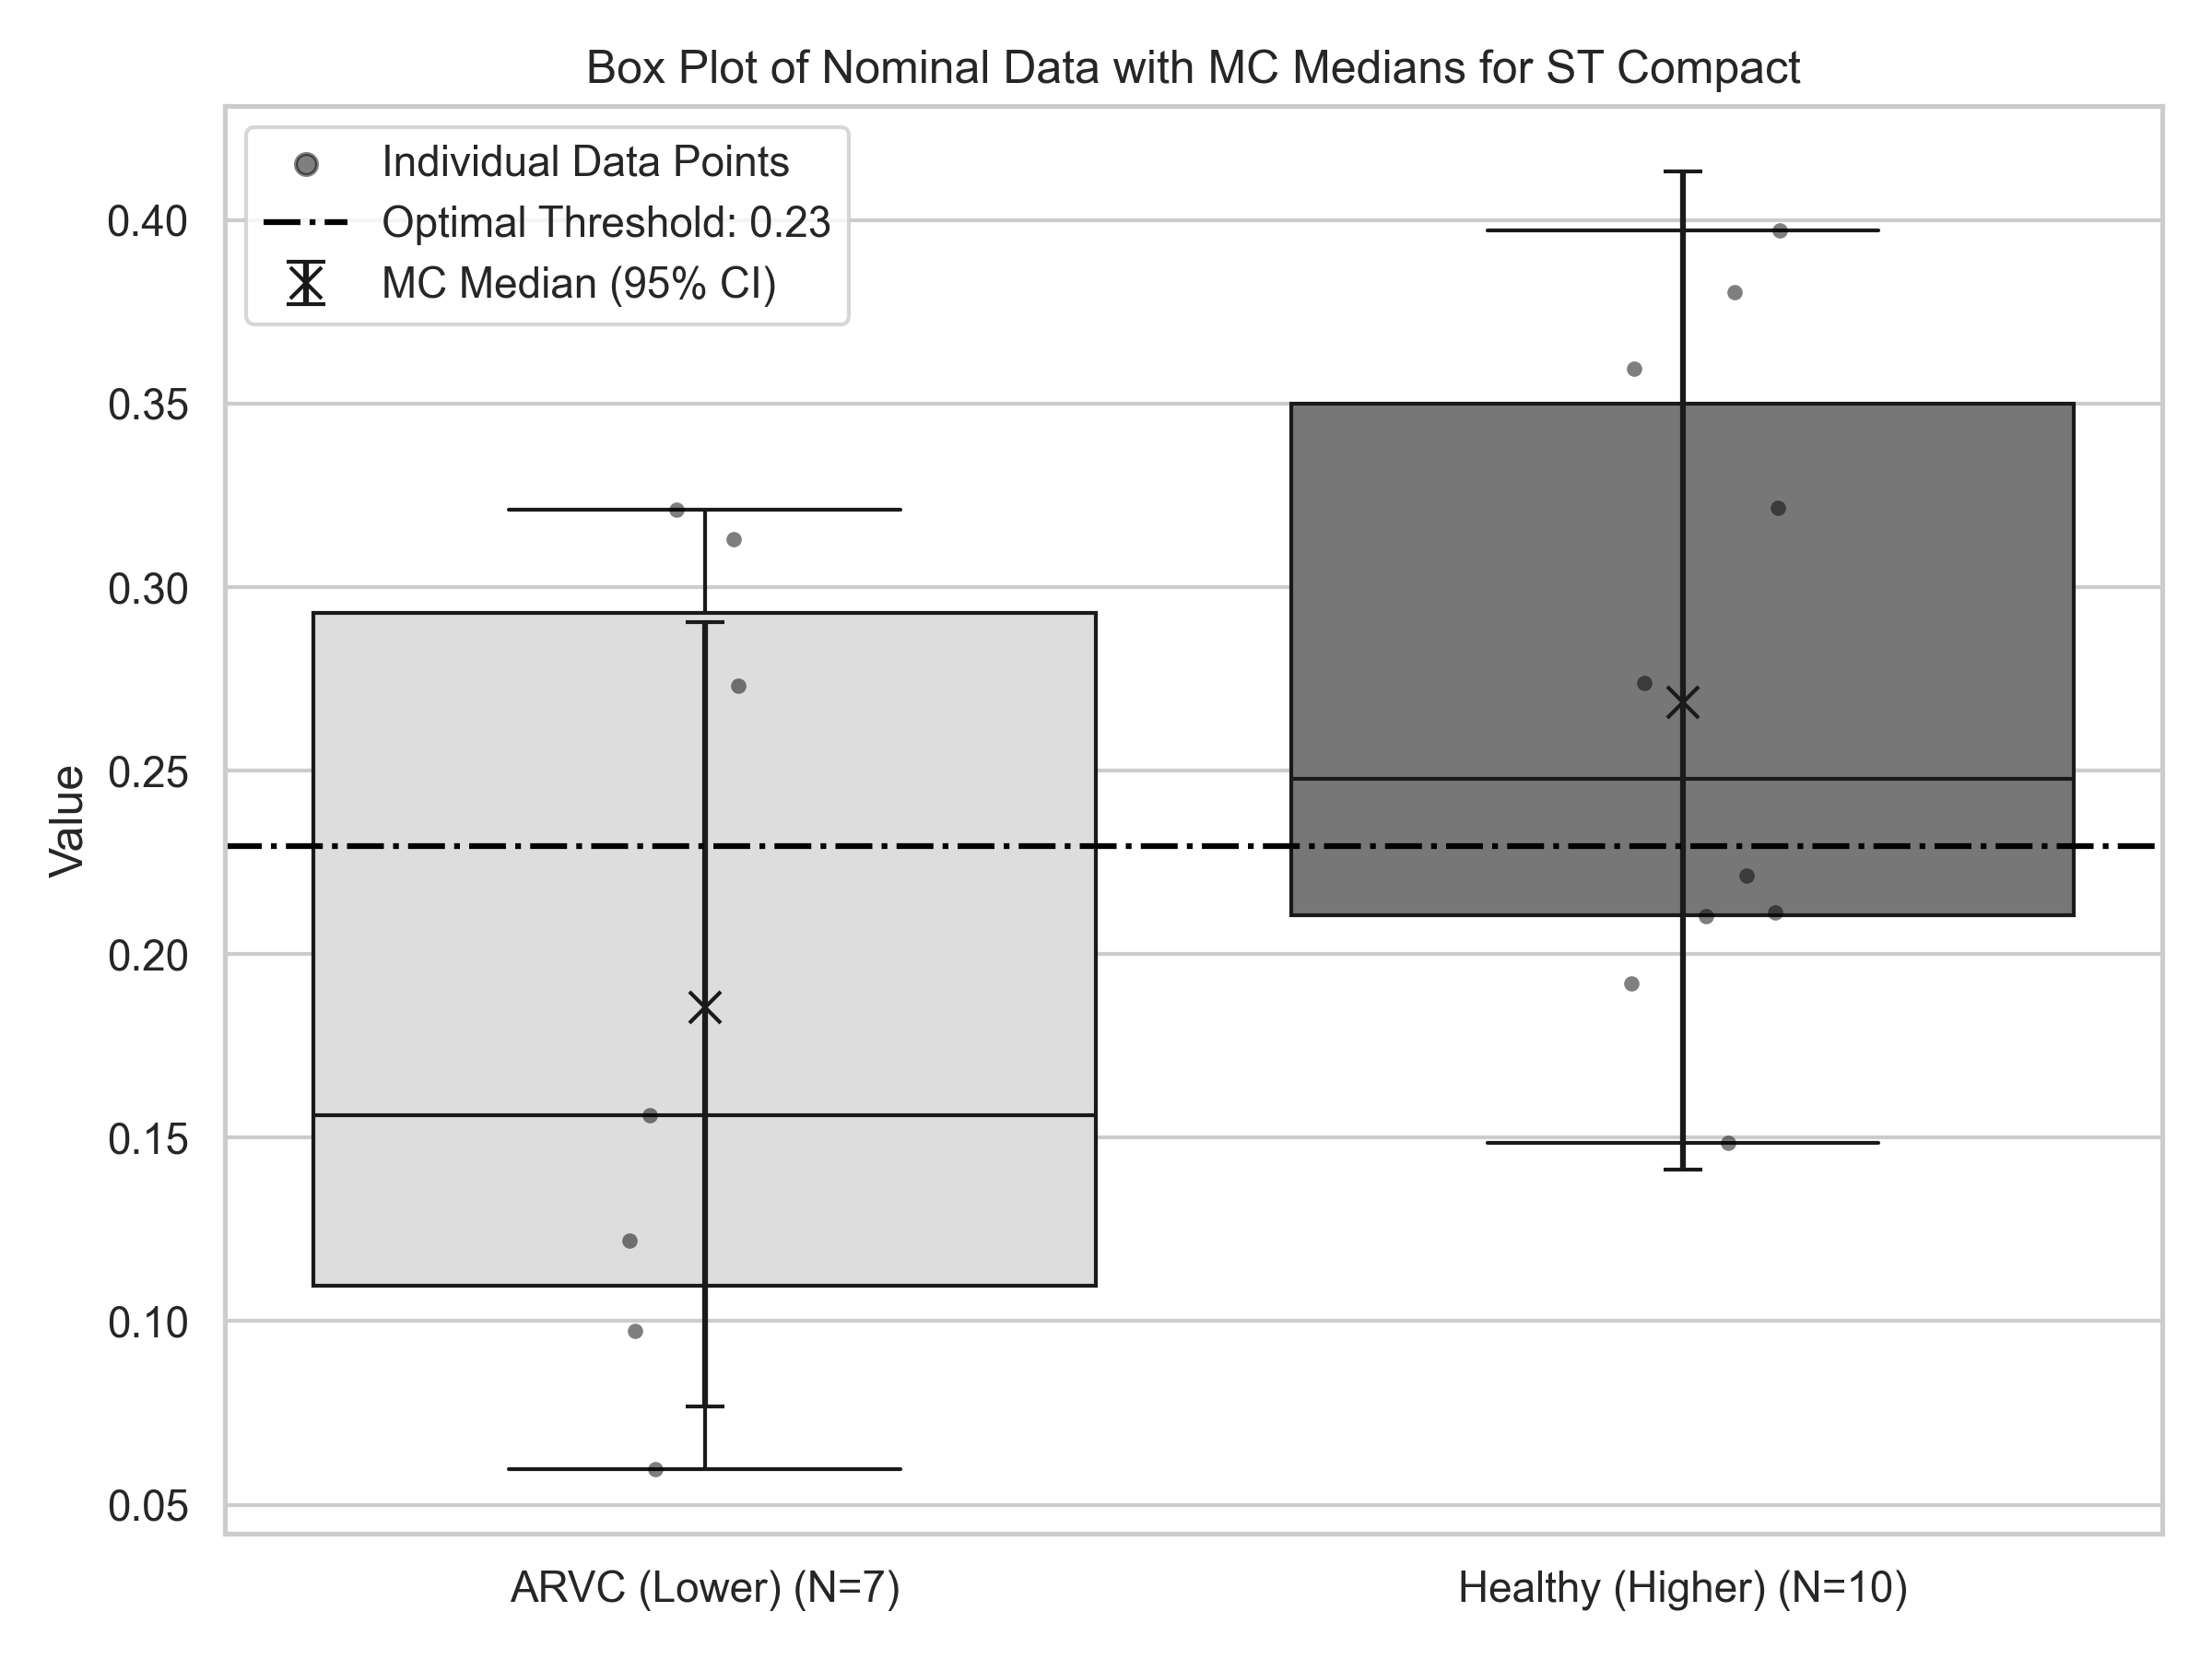 Box Plot of Nominal Data with MC Medians for ST Compact
Individual Data Points
Optimal Threshold: 0.23
MC Median (95% CI)
0.40
0.35
0.30
0.25
0.20
0.15
0.10
0.05
Value
ARVC (Lower) (N=7)
Healthy (Higher) (N=10)